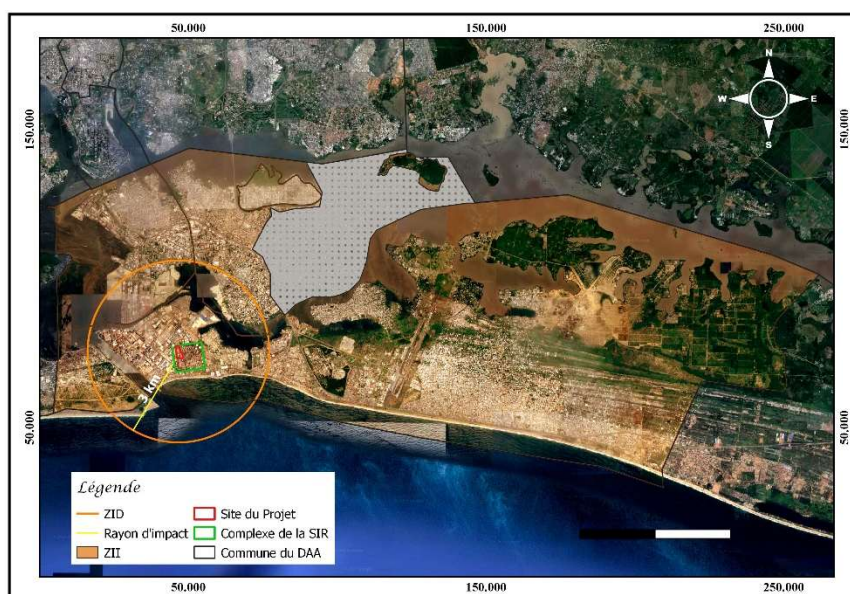 50.000 150.000 250.000
150.000 150.000
N
W E
S
3 km
50.000 50.000
Légende
ZID
Rayon d'impact
ZII
Site du Projet
Complexe de la SIR
Commune du DAA
50.000 150.000 250.000